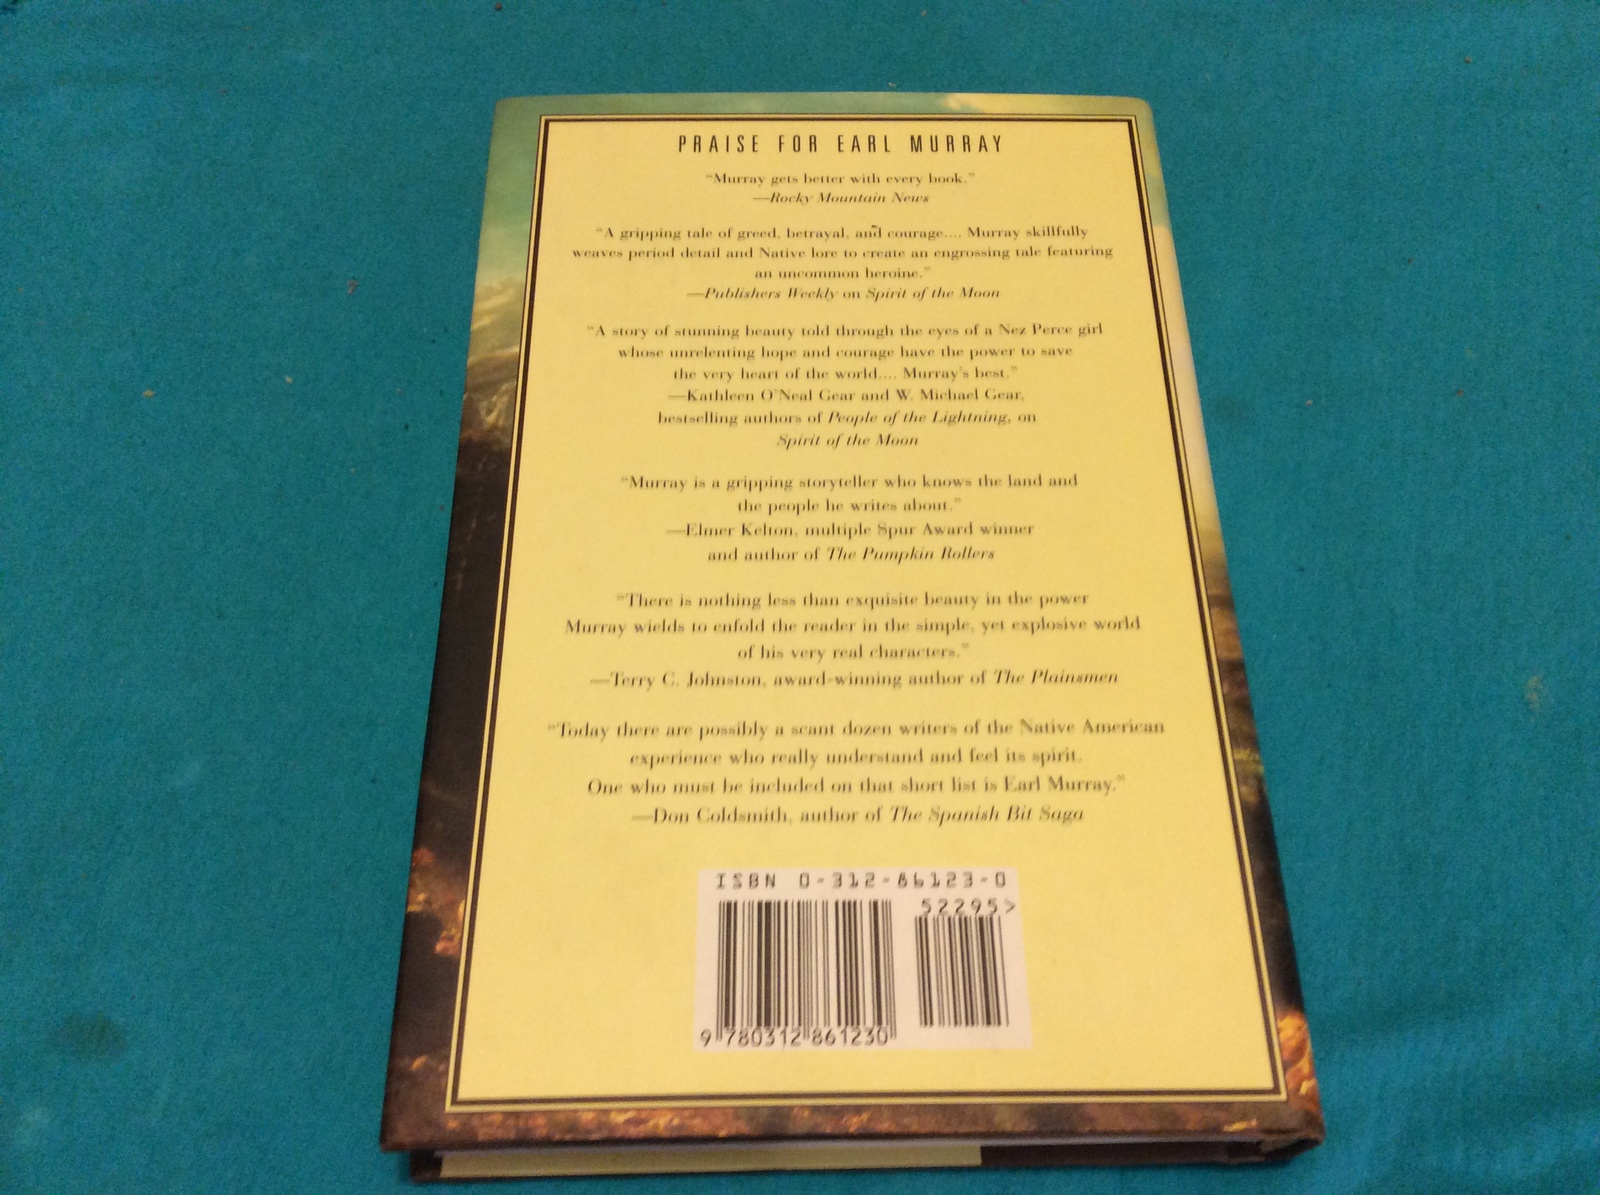 PRAISE FOR EARL MURRAY
“Murray gets better with every book.”
—Rocky Mountain News
“A gripping tale of greed, betrayal, and courage.... Murray skillfully
weaves period detail and Native lore to create an engrossing tale featuring
an uncommon heroine.”
—Publishers Weekly on Spirit of the Moon
“A story of stunning beauty told through the eyes of a Nez Perce girl
whose unrelenting hope and courage have the power to save
the very heart of the world.... Murray’s best.”
—Kathleen O’Neal Gear and W. Michael Gear,
bestselling authors of People of the Lightning, on
Spirit of the Moon
“Murray is a gripping storyteller who knows the land and
the people he writes about.”
—Elmer Kelton, multiple Spur Award winner
and author of The Pumpkin Rollers
“There is nothing less than exquisite beauty in the power
Murray wields to enfold the reader in the simple, yet explosive world
of his very real characters.”
—Terry C. Johnston, award-winning author of The Plainsmen
“Today there are possibly a scant dozen writers of the Native American
experience who really understand and feel its spirit.
One who must be included on that short list is Earl Murray.”
—Don Coldsmith, author of The Spanish Bit Saga
ISBN 0-312-86123-0
52295>
9 780312 861230